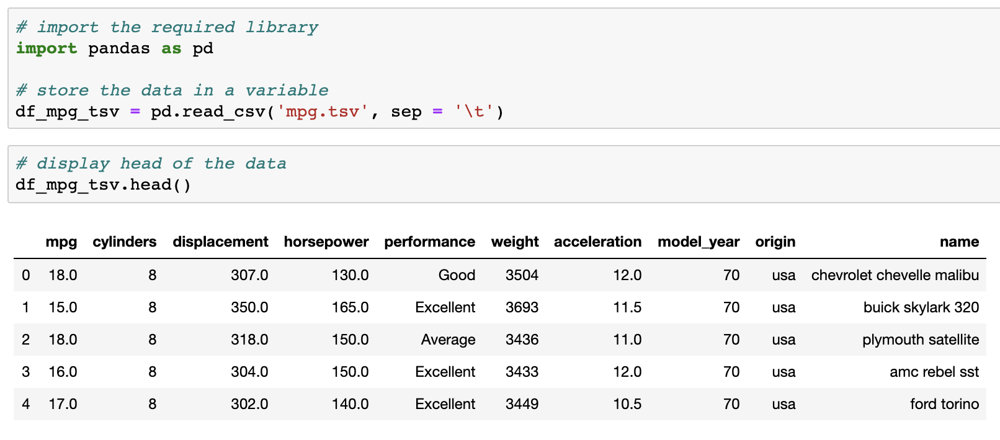 # import the required library
import pandas as pd
# store the data in a variable
df_mpg_tsv = pd.read_csv('mpg.tsv', sep = '\t')
# display head of the data
df_mpg_tsv.head()
mpg cylinders displacement horsepower performance weight acceleration model_year origin name
0 18.0 8 307.0 130.0 Good 3504 12.0 70 usa chevrolet chevelle malibu
1 15.0 8 350.0 165.0 Excellent 3693 11.5 70 usa buick skylark 320
2 18.0 8 318.0 150.0 Average 3436 11.0 70 usa plymouth satellite
3 16.0 8 304.0 150.0 Excellent 3433 12.0 70 usa amc rebel sst
4 17.0 8 302.0 140.0 Excellent 3449 10.5 70 usa ford torino